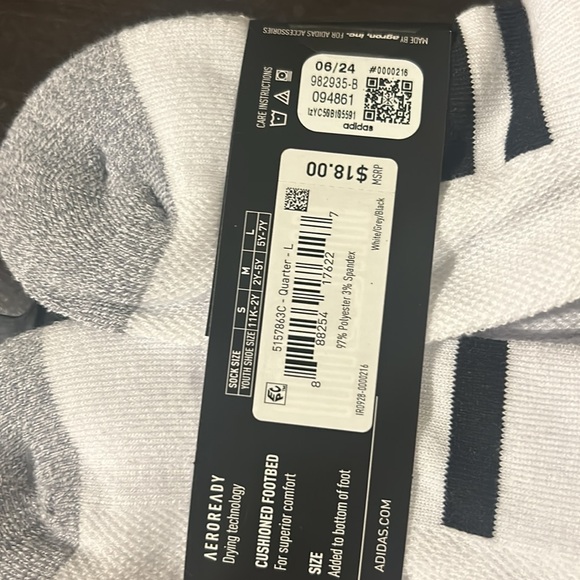 MADE BY agron, inc. FOR ADIDAS ACCESSORIES
CARE INSTRUCTIONS
06/24 #0000216
982935-B
094861
IzYC50B105591
adidas
$18.00
MSRP
White/Grey/Black
5157863C - Quarter - L
8 88254 17622 7
97% Polyester 3% Spandex
IR0928-0000216
SOCK SIZE S M L
YOUTH SHOE SIZE 11K-2Y 2Y-5Y 5Y-7Y
AEROREADY
Drying technology
CUSHIONED FOOTBED
For superior comfort
SIZE
Added to bottom of foot
ADIDAS.COM